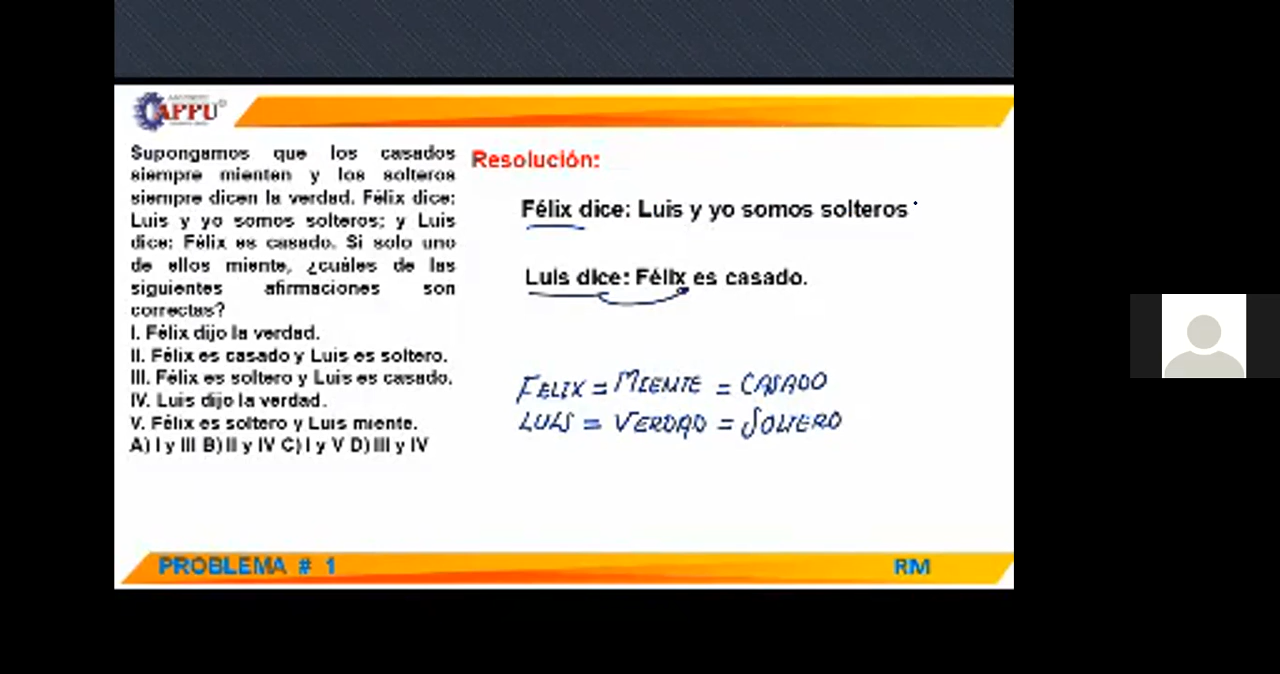 APPU
Supongamos que los casados
siempre mienten y los solteros
siempre dicen la verdad. Félix dice:
Luis y yo somos solteros; y Luis
dice: Félix es casado. Si solo uno
de ellos miente, ¿cuáles de las
siguientes afirmaciones son
correctas?
I. Félix dijo la verdad.
II. Félix es casado y Luis es soltero.
III. Félix es soltero y Luis es casado.
IV. Luis dijo la verdad.
V. Félix es soltero y Luis miente.
A) I y III B) II y IV C) I y V D) III y IV
Resolución:
Félix dice: Luis y yo somos solteros
Luis dice: Félix es casado.
FELIX = MIENTE = CASADO
LUIS = VERDAD = SOLTERO
PROBLEMA # 1
RM